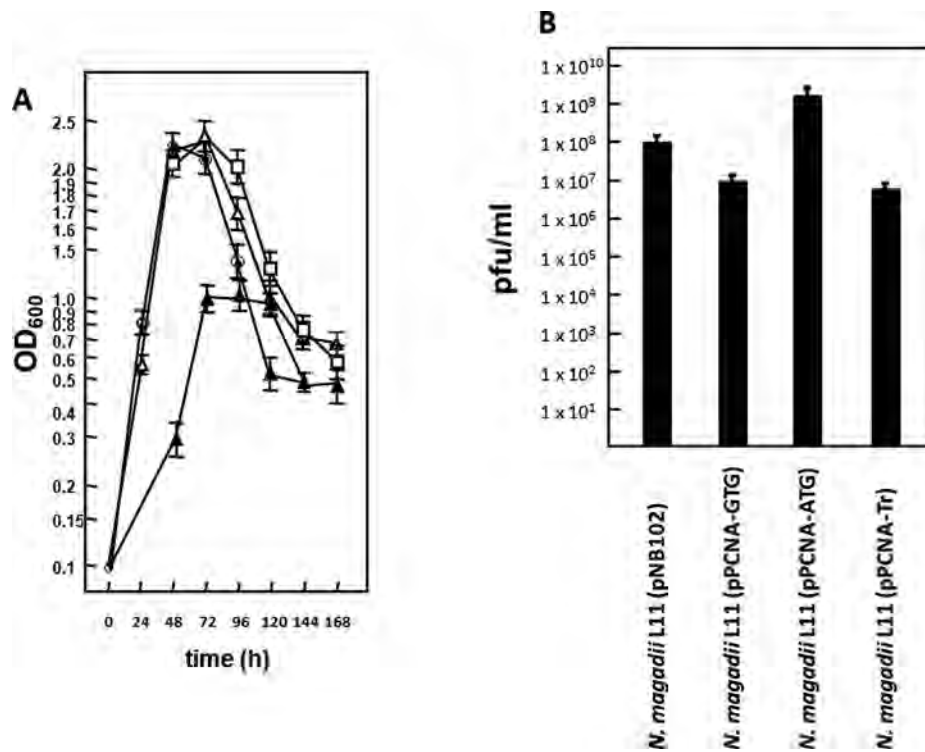 A
OD600
2.5
2.0
1.9
1.8
1.7
1.6
1.5
1.0
0.8
0.8
0.7
0.6
0.5
0.4
0.3
0.2
0.15
0.1
0 24 48 72 96 120 144 168
time (h)
B
pfu/ml
1 x 10¹⁰
1 x 10⁹
1 x 10⁸
1 x 10⁷
1 x 10⁶
1 x 10⁵
1 x 10⁴
1 x 10³
1 x 10²
1 x 10¹
N. magadii L11 (pNB102)
N. magadii L11 (pPCNA-GTG)
N. magadii L11 (pPCNA-ATG)
N. magadii L11 (pPCNA-Tr)